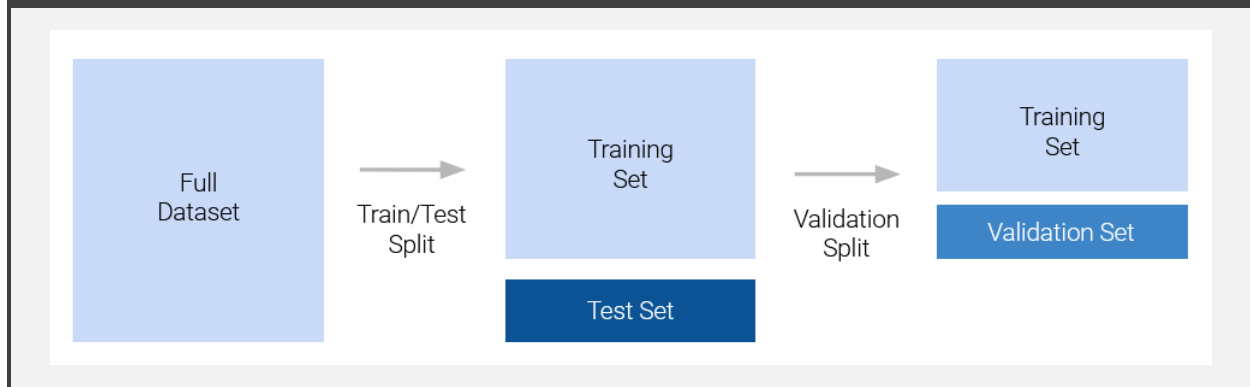 Full
Dataset
Train/Test
Split
Training
Set
Test Set
Validation
Split
Training
Set
Validation Set